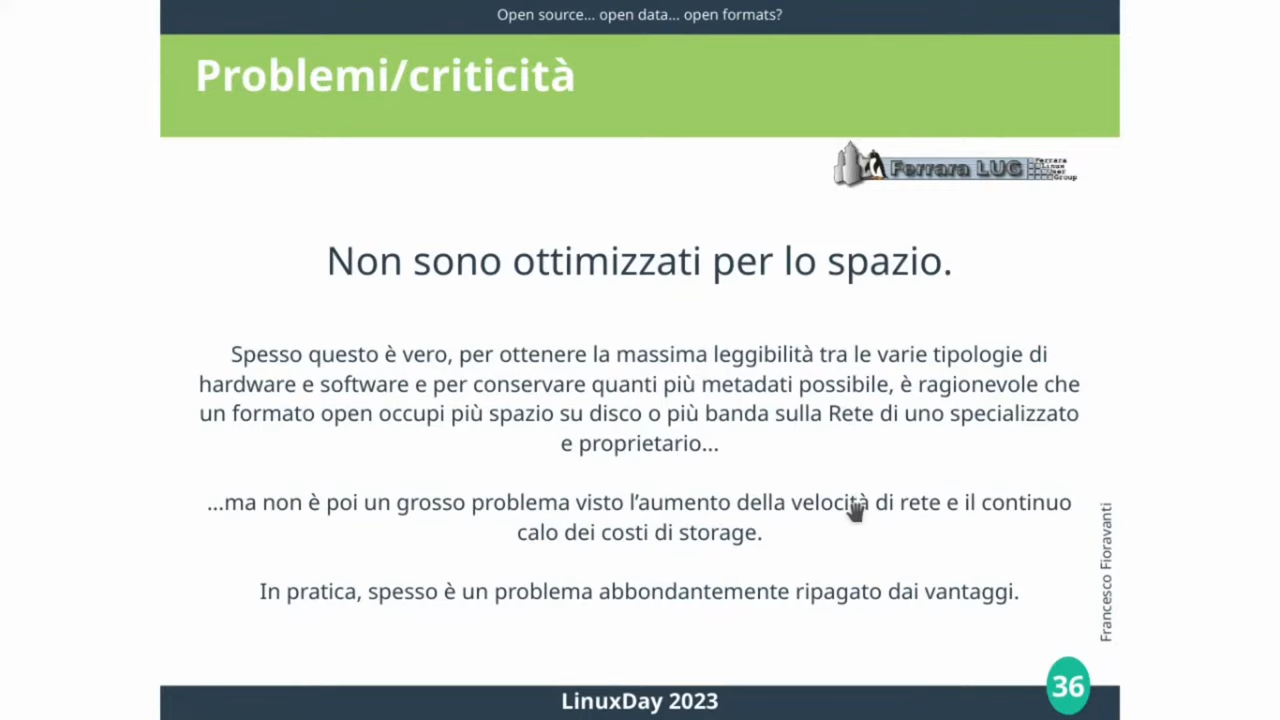 Open source... open data... open formats?
Problemi/criticità
Ferrara LUG
Ferrara
Linux
User
Group
Non sono ottimizzati per lo spazio.
Spesso questo è vero, per ottenere la massima leggibilità tra le varie tipologie di
hardware e software e per conservare quanti più metadati possibile, è ragionevole che
un formato open occupi più spazio su disco o più banda sulla Rete di uno specializzato
e proprietario...
...ma non è poi un grosso problema visto l’aumento della velocità di rete e il continuo
calo dei costi di storage.
In pratica, spesso è un problema abbondantemente ripagato dai vantaggi.
Francesco Fioravanti
36
LinuxDay 2023